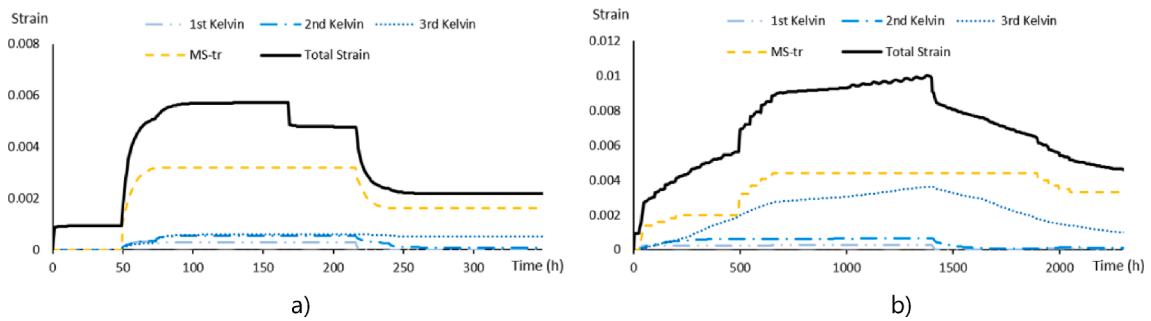 Strain
1st Kelvin 2nd Kelvin 3rd Kelvin
MS-tr Total Strain
0.008
0.006
0.004
0.002
0
0 50 100 150 200 250 300 Time (h)
a)
Strain
1st Kelvin 2nd Kelvin 3rd Kelvin
MS-tr Total Strain
0.012
0.01
0.008
0.006
0.004
0.002
0
0 500 1000 1500 2000 Time (h)
b)